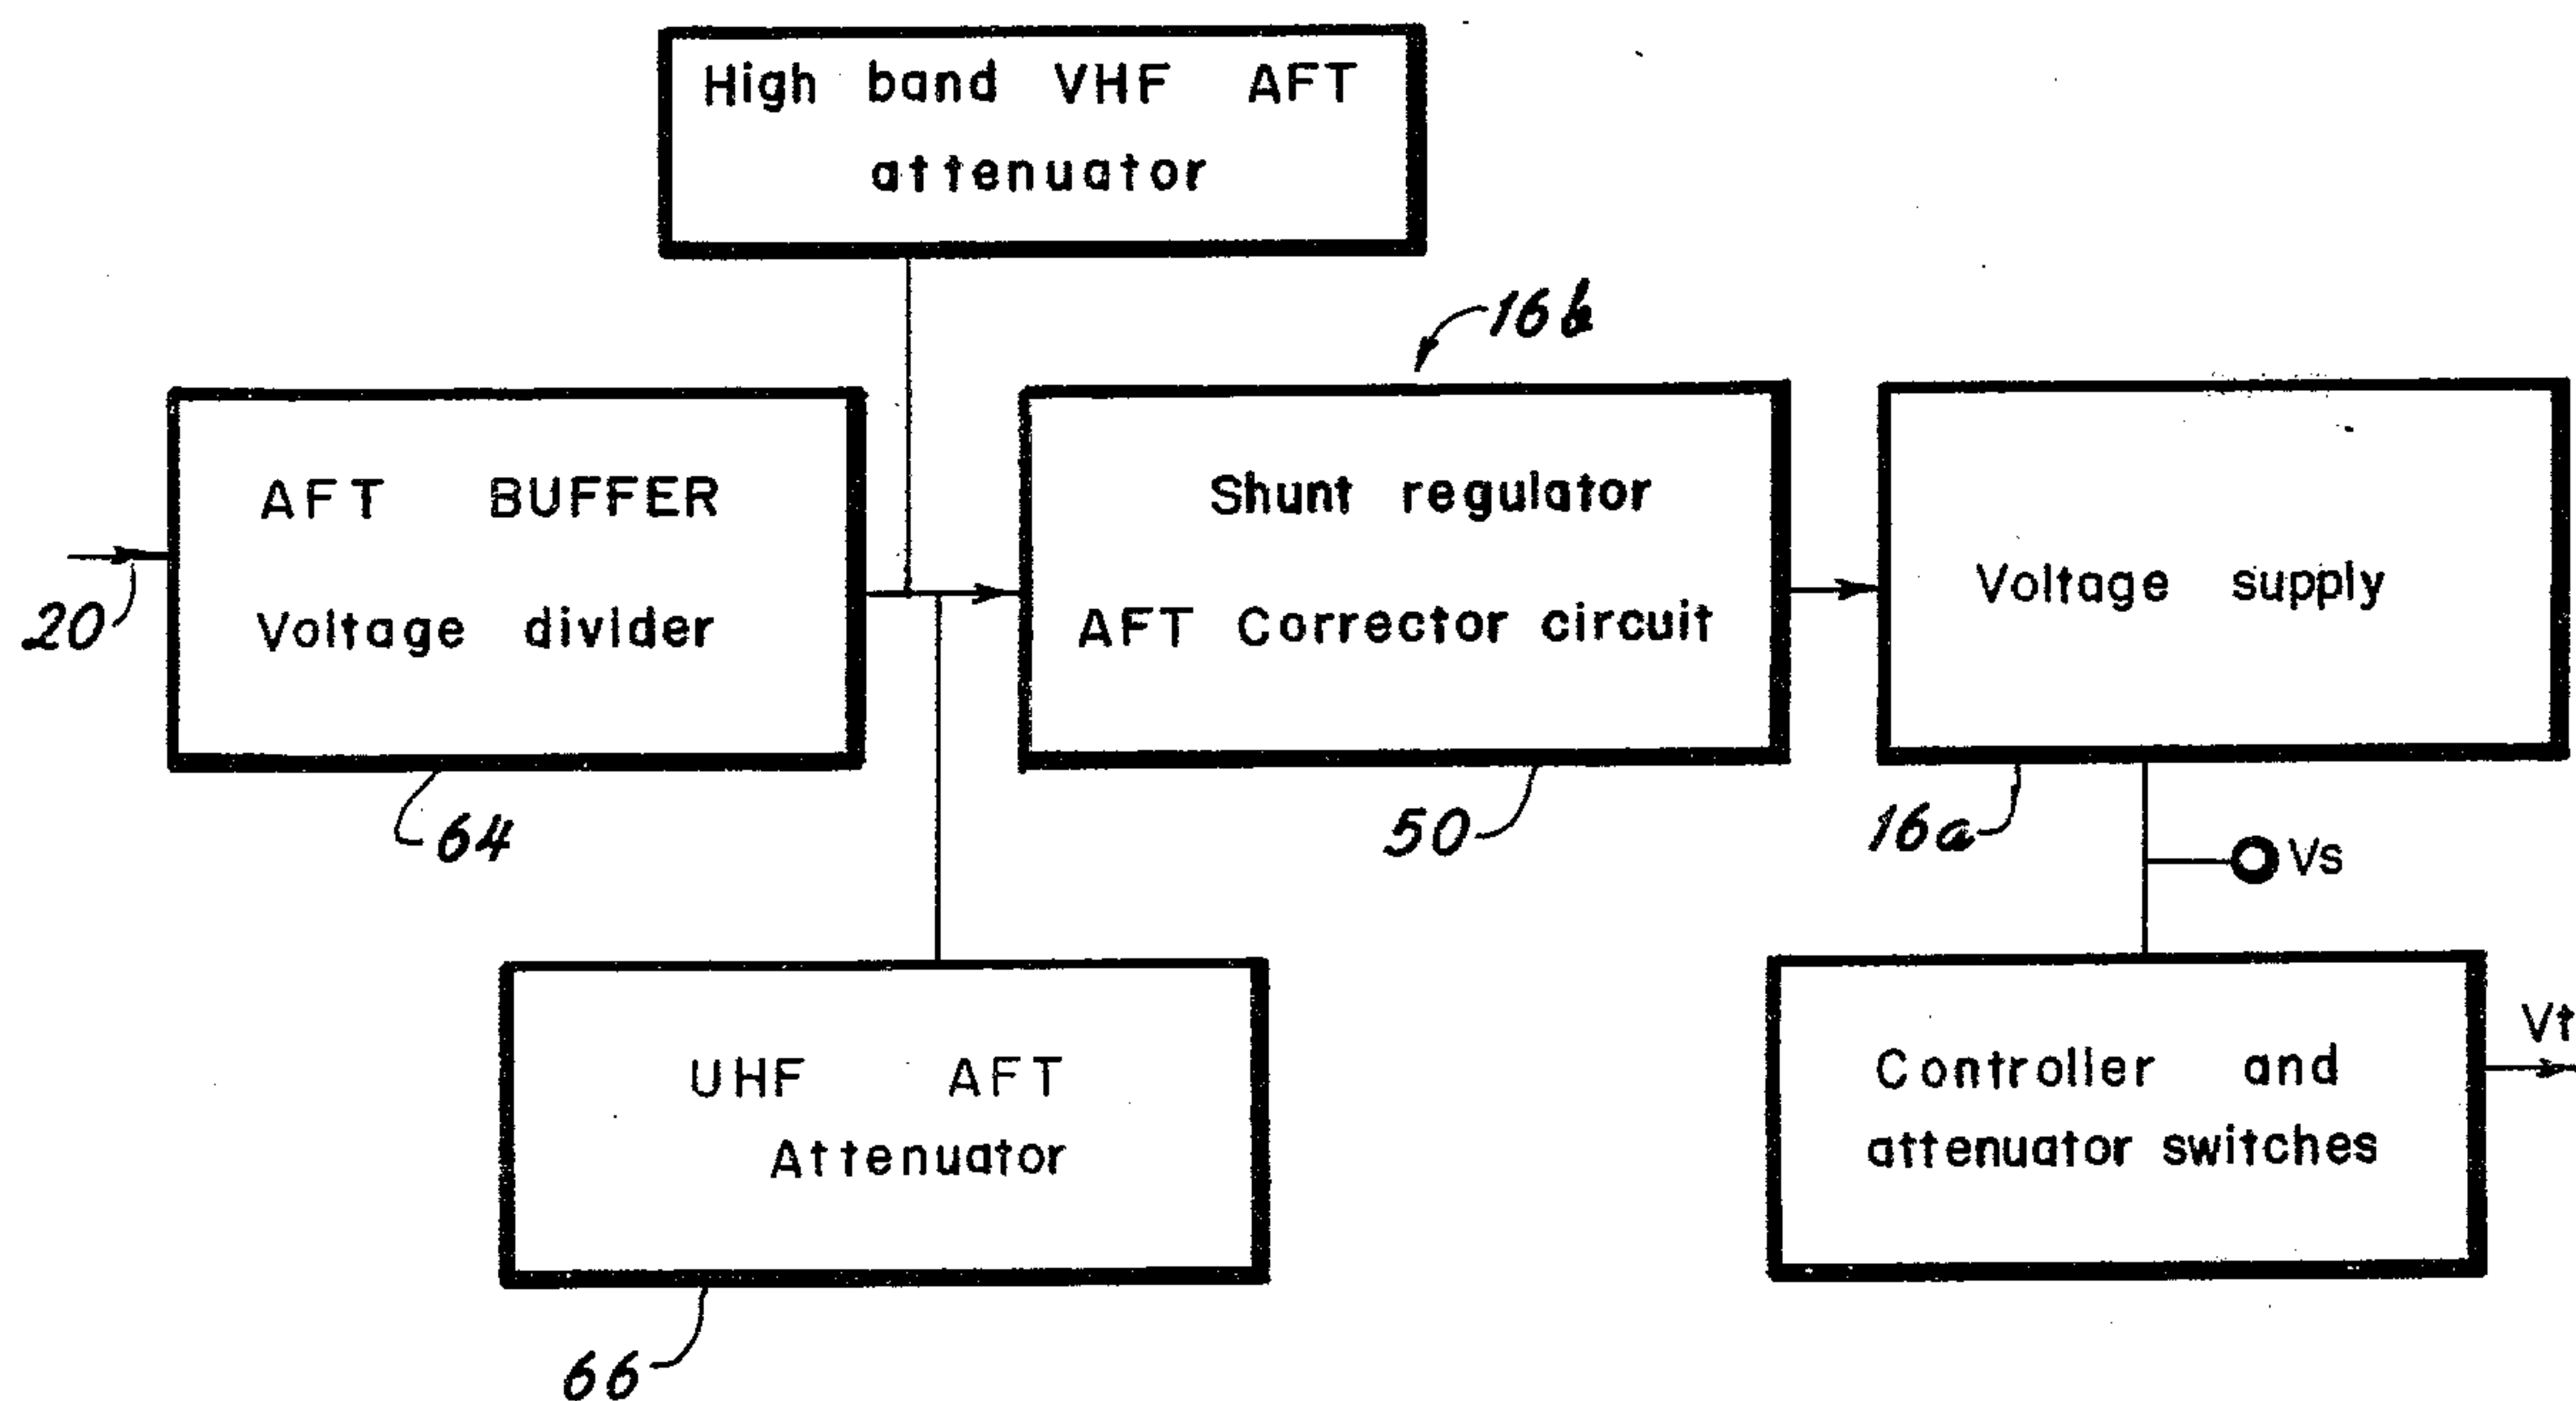 High band VHF AFT
attenuator
16b
AFT BUFFER
Voltage divider
20
64
Shunt regulator
AFT Corrector circuit
50
Voltage supply
16a
Vs
UHF AFT
Attenuator
66
Controller and
attenuator switches
Vt